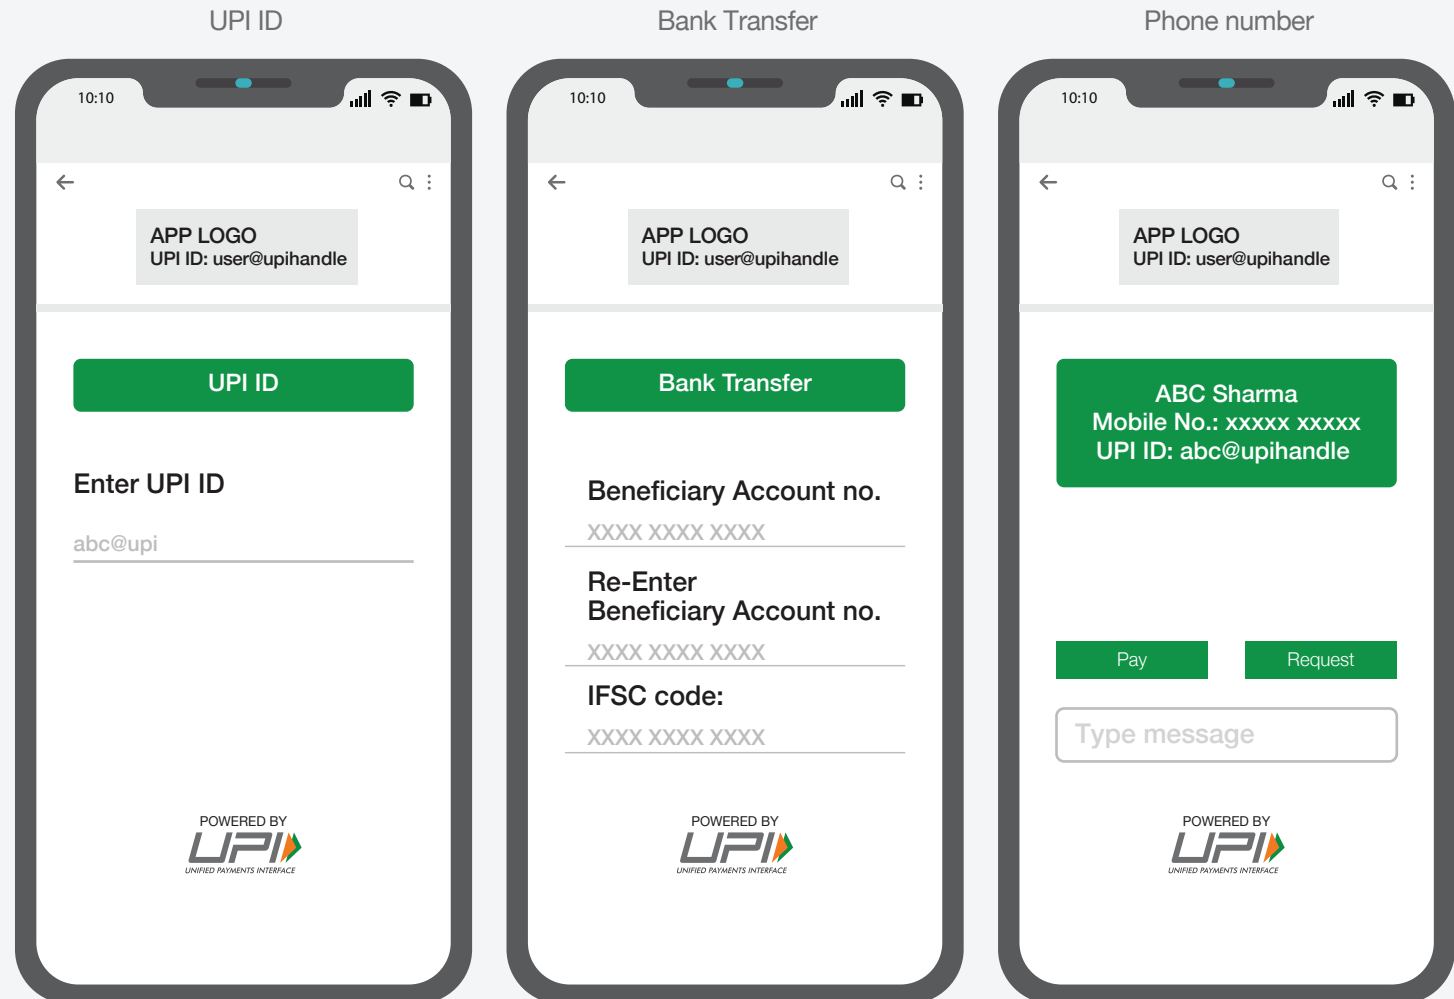 UPI ID
10:10
APP LOGO
UPI ID: user@upihandle
UPI ID
Enter UPI ID
abc@upi
POWERED BY
UPI
UNIFIED PAYMENTS INTERFACE
Bank Transfer
10:10
APP LOGO
UPI ID: user@upihandle
Bank Transfer
Beneficiary Account no.
XXXX XXXX XXXX
Re-Enter
Beneficiary Account no.
XXXX XXXX XXXX
IFSC code:
XXXX XXXX XXXX
POWERED BY
UPI
UNIFIED PAYMENTS INTERFACE
Phone number
10:10
APP LOGO
UPI ID: user@upihandle
ABC Sharma
Mobile No.: xxxxx xxxxx
UPI ID: abc@upihandle
Pay
Request
Type message
POWERED BY
UPI
UNIFIED PAYMENTS INTERFACE